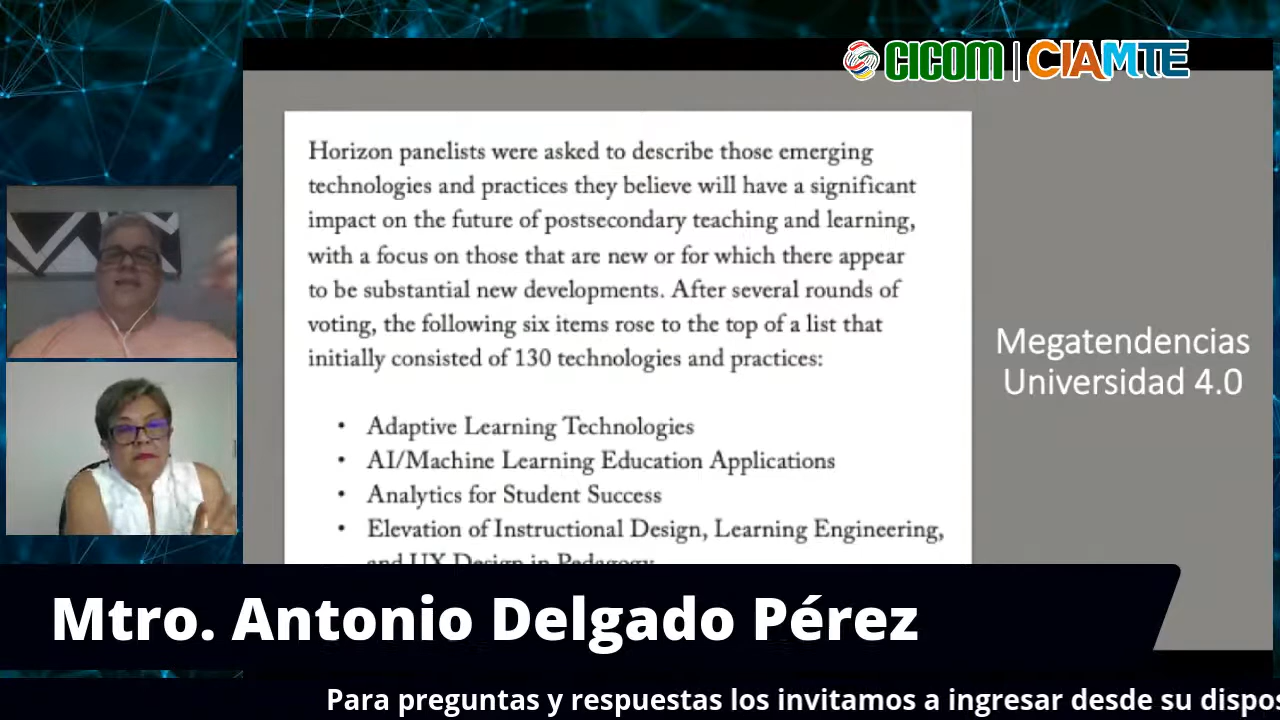 CICOM | CIAMTE
Horizon panelists were asked to describe those emerging
technologies and practices they believe will have a significant
impact on the future of postsecondary teaching and learning,
with a focus on those that are new or for which there appear
to be substantial new developments. After several rounds of
voting, the following six items rose to the top of a list that
initially consisted of 130 technologies and practices:
• Adaptive Learning Technologies
• AI/Machine Learning Education Applications
• Analytics for Student Success
• Elevation of Instructional Design, Learning Engineering,
and UX Design in Pedagogy
Megatendencias
Universidad 4.0
Mtro. Antonio Delgado Pérez
Para preguntas y respuestas los invitamos a ingresar desde su dispos